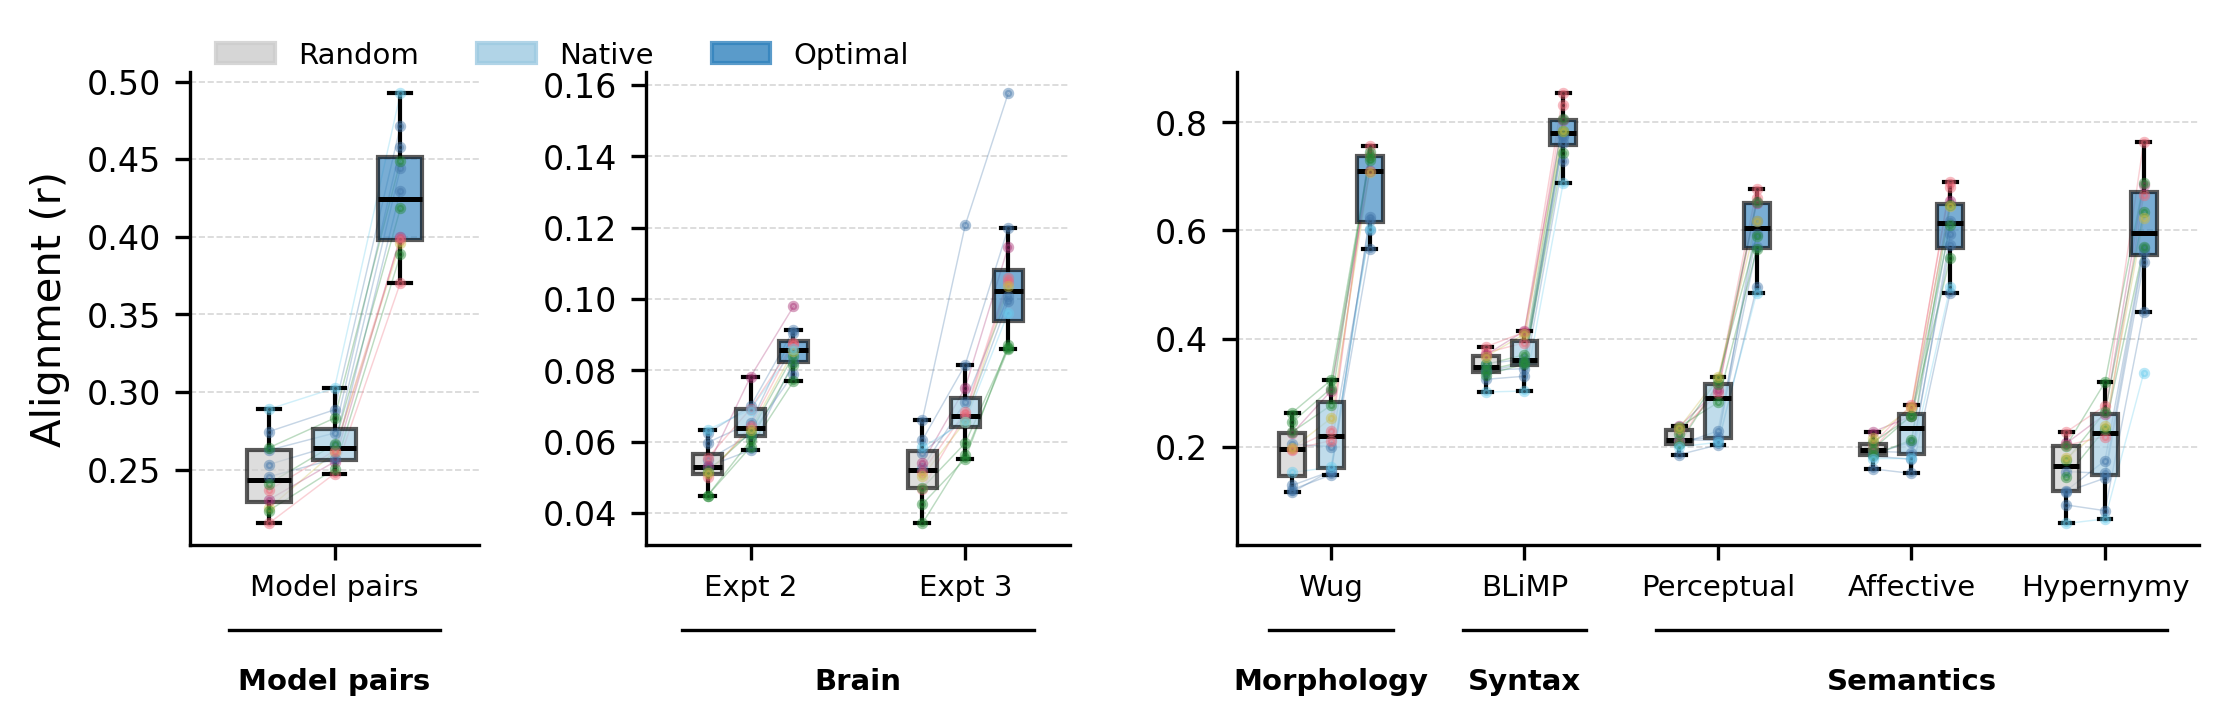 Random Native Optimal
Alignment (r)
0.50
0.45
0.40
0.35
0.30
0.25
Model pairs
Model pairs
0.16
0.14
0.12
0.10
0.08
0.06
0.04
Expt 2 Expt 3
Brain
0.8
0.6
0.4
0.2
Wug BLiMP Perceptual Affective Hypernymy
Morphology Syntax Semantics